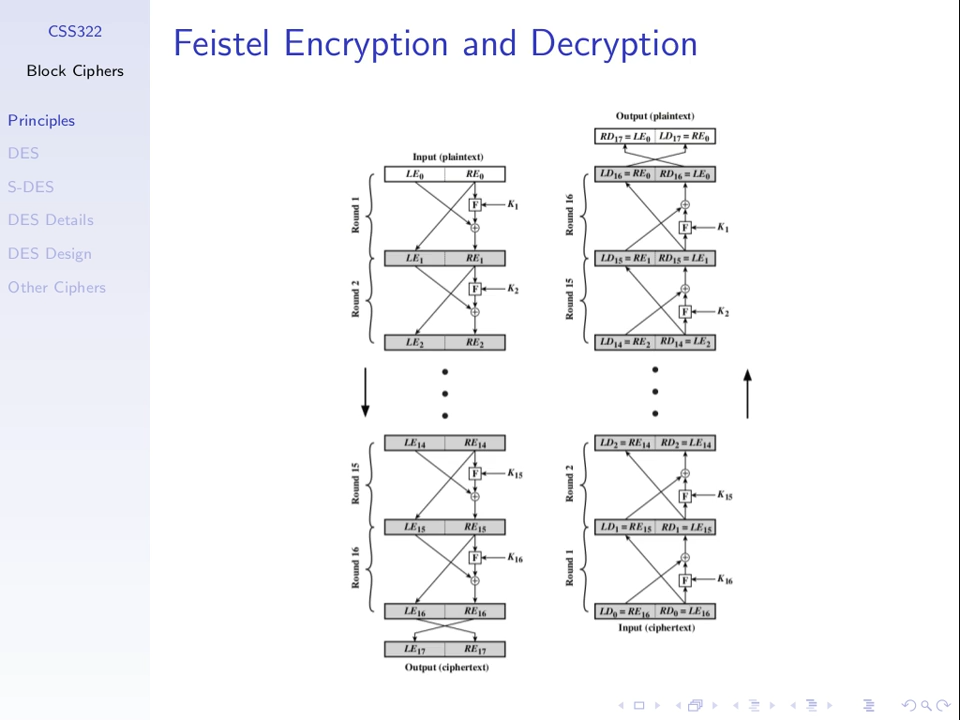 CSS322
Block Ciphers
Principles
DES
S-DES
DES Details
DES Design
Other Ciphers
Feistel Encryption and Decryption
Input (plaintext)
LE0 RE0
Round 1
F K1
LE1 RE1
Round 2
F K2
LE2 RE2
LE14 RE14
Round 15
F K15
LE15 RE15
Round 16
F K16
LE16 RE16
LE17 RE17
Output (ciphertext)
Output (plaintext)
RD17 = LE0 LD17 = RE0
LD16 = RE0 RD16 = LE0
Round 16
F K1
LD15 = RE1 RD15 = LE1
Round 15
F K2
LD14 = RE2 RD14 = LE2
LD2 = RE14 RD2 = LE14
Round 2
F K15
LD1 = RE15 RD1 = LE15
Round 1
F K16
LD0 = RE16 RD0 = LE16
Input (ciphertext)